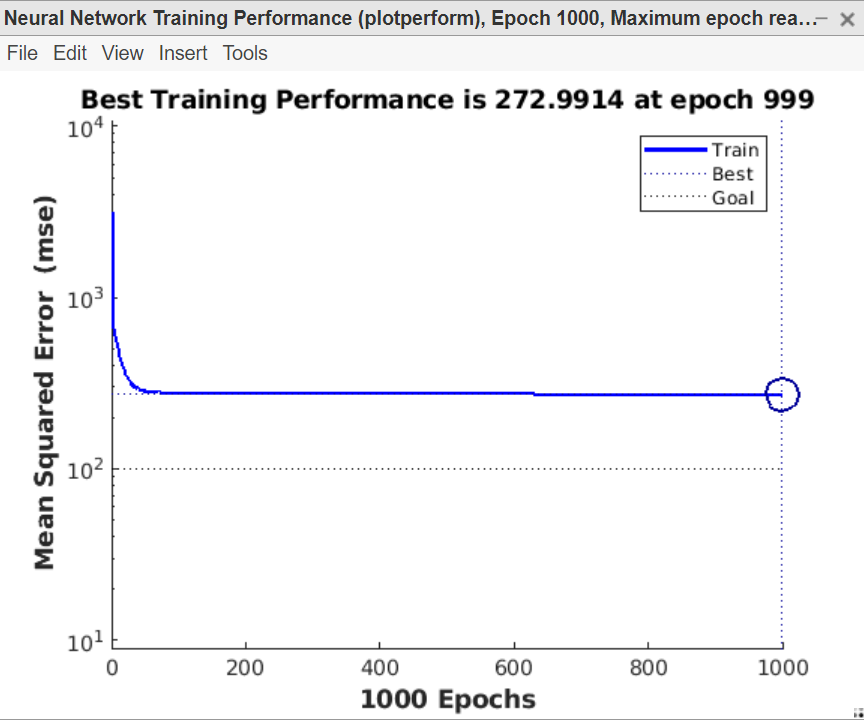 Neural Network Training Performance (plotperform), Epoch 1000, Maximum epoch rea...
File Edit View Insert Tools
Best Training Performance is 272.9914 at epoch 999
Mean Squared Error (mse)
10^4
10^3
10^2
10^1
Train
Best
Goal
0 200 400 600 800 1000
1000 Epochs